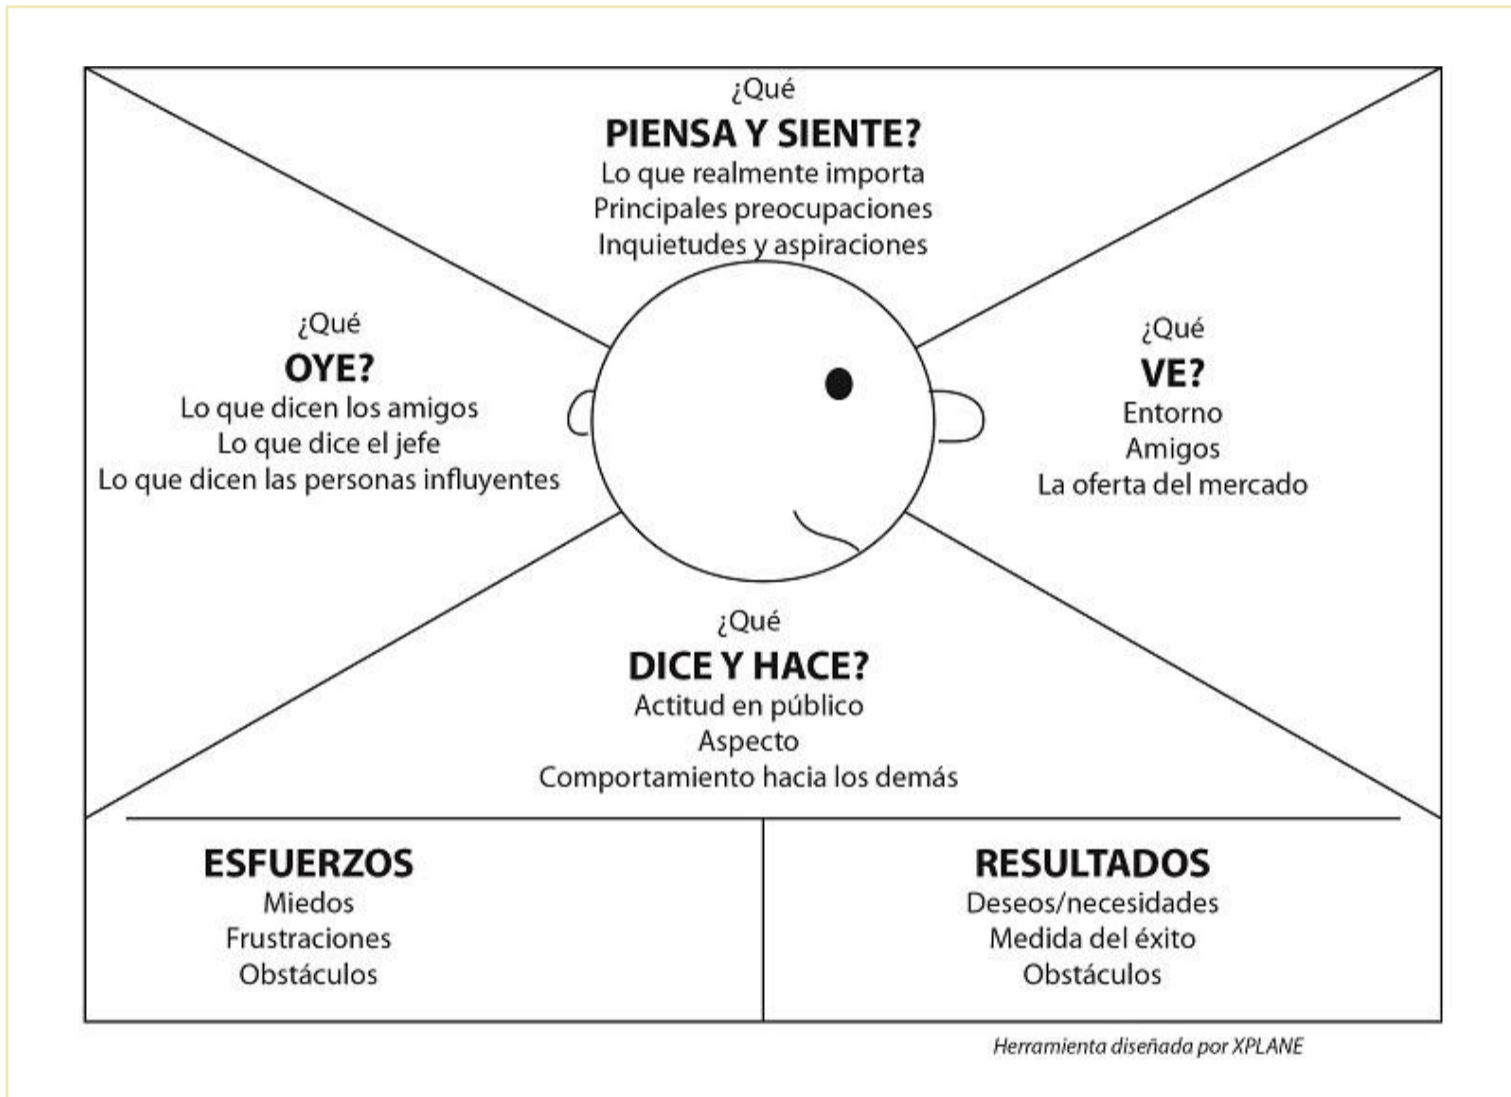 ¿Qué
PIENSA Y SIENTE?
Lo que realmente importa
Principales preocupaciones
Inquietudes y aspiraciones
¿Qué
OYE?
Lo que dicen los amigos
Lo que dice el jefe
Lo que dicen las personas influyentes
¿Qué
VE?
Entorno
Amigos
La oferta del mercado
¿Qué
DICE Y HACE?
Actitud en público
Aspecto
Comportamiento hacia los demás
ESFUERZOS
Miedos
Frustraciones
Obstáculos
RESULTADOS
Deseos/necesidades
Medida del éxito
Obstáculos
Herramienta diseñada por XPLANE